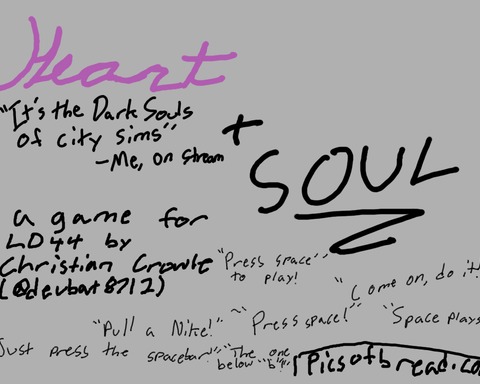 Heart
"It's the Dark Souls
of city sims"
-Me, on stream
+
SOUL
a game for
LD44 by
Christian Crowle
(@devbat8712)
"Press space"
to play!
"Come on, do it!
"Pull a Nike!"
"Press space!"
"Space plays
Just press the spacebar!"
"The one
below "b"!"
Picsofbread.co